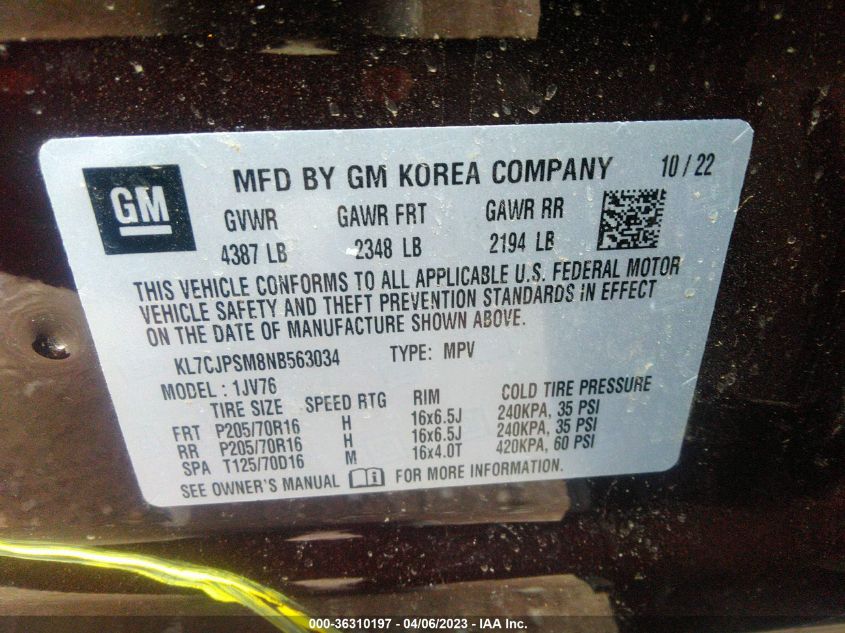 GM
MFD BY GM KOREA COMPANY 10/22
GVWR GAWR FRT GAWR RR
4387 LB 2348 LB 2194 LB
THIS VEHICLE CONFORMS TO ALL APPLICABLE U.S. FEDERAL MOTOR
VEHICLE SAFETY AND THEFT PREVENTION STANDARDS IN EFFECT
ON THE DATE OF MANUFACTURE SHOWN ABOVE.
KL7CJPSM8NB563034 TYPE: MPV
MODEL : 1JV76
TIRE SIZE SPEED RTG RIM COLD TIRE PRESSURE
FRT P205/70R16 H 16x6.5J 240KPA, 35 PSI
RR P205/70R16 H 16x6.5J 240KPA, 35 PSI
SPA T125/70D16 M 16x4.0T 420KPA, 60 PSI
SEE OWNER'S MANUAL FOR MORE INFORMATION.
000-36310197 - 04/06/2023 - IAA Inc.